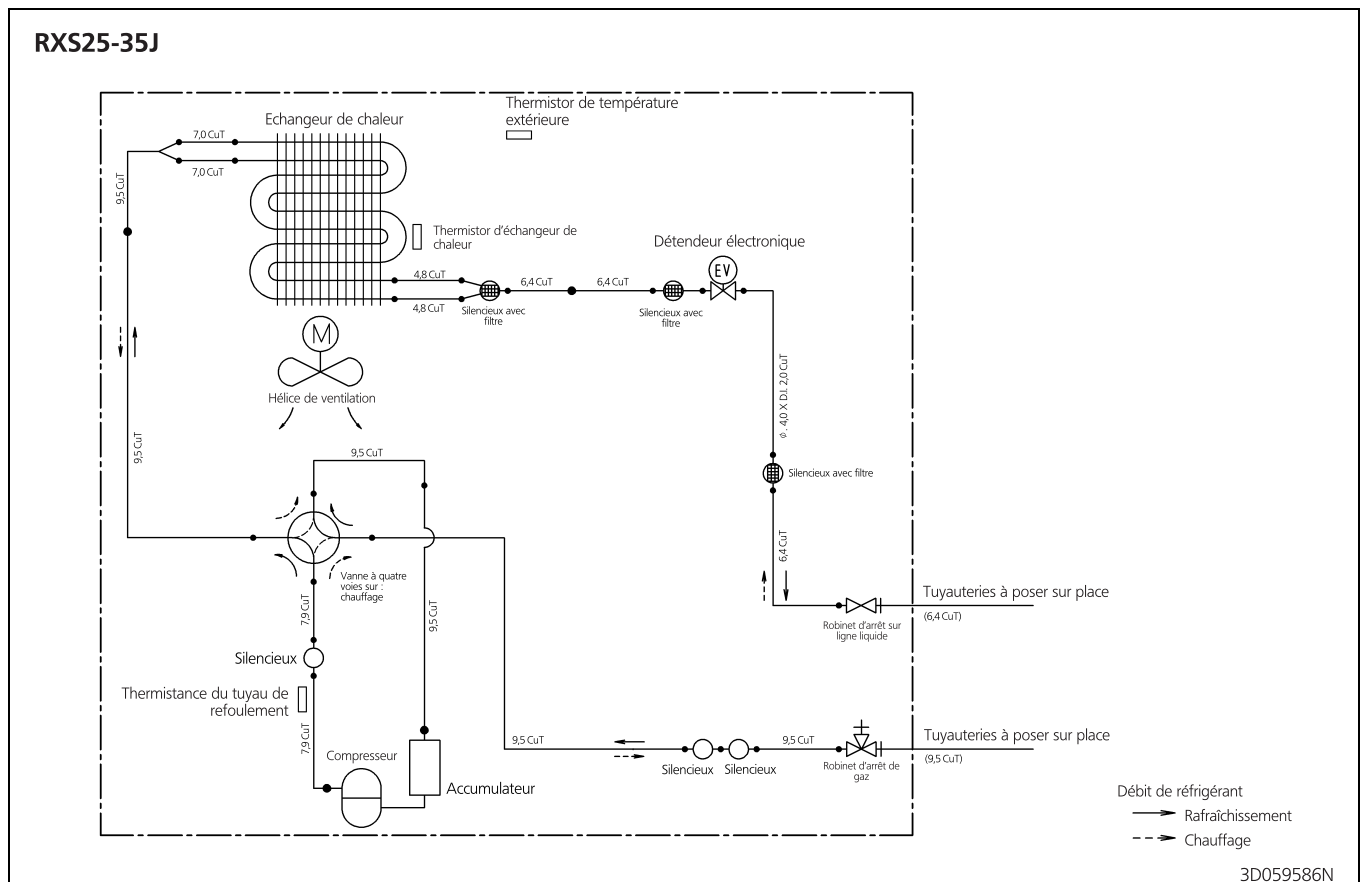 RXS25-35J
Thermistor de température
extérieure
Echangeur de chaleur
7,0 CuT
7,0 CuT
9,5 CuT
Thermistor d'échangeur de
chaleur
Détendeur électronique
EV
4,8 CuT
6,4 CuT
6,4 CuT
4,8 CuT
Silencieux avec
filtre
Silencieux avec
filtre
M
Hélice de ventilation
φ. 4,0 X D.I. 2,0 CuT
9,5 CuT
9,5 CuT
Silencieux avec filtre
6,4 CuT
Vanne à quatre
voies sur :
chauffage
7,9 CuT
9,5 CuT
Tuyauteries à poser sur place
(6,4 CuT)
Robinet d'arrêt sur
ligne liquide
Silencieux
Thermistance du tuyau de
refoulement
7,9 CuT
Compresseur
Accumulateur
9,5 CuT
9,5 CuT
Silencieux
Silencieux
Robinet d'arrêt de
gaz
Tuyauteries à poser sur place
(9,5 CuT)
Débit de réfrigérant
Rafraîchissement
Chauffage
3D059586N